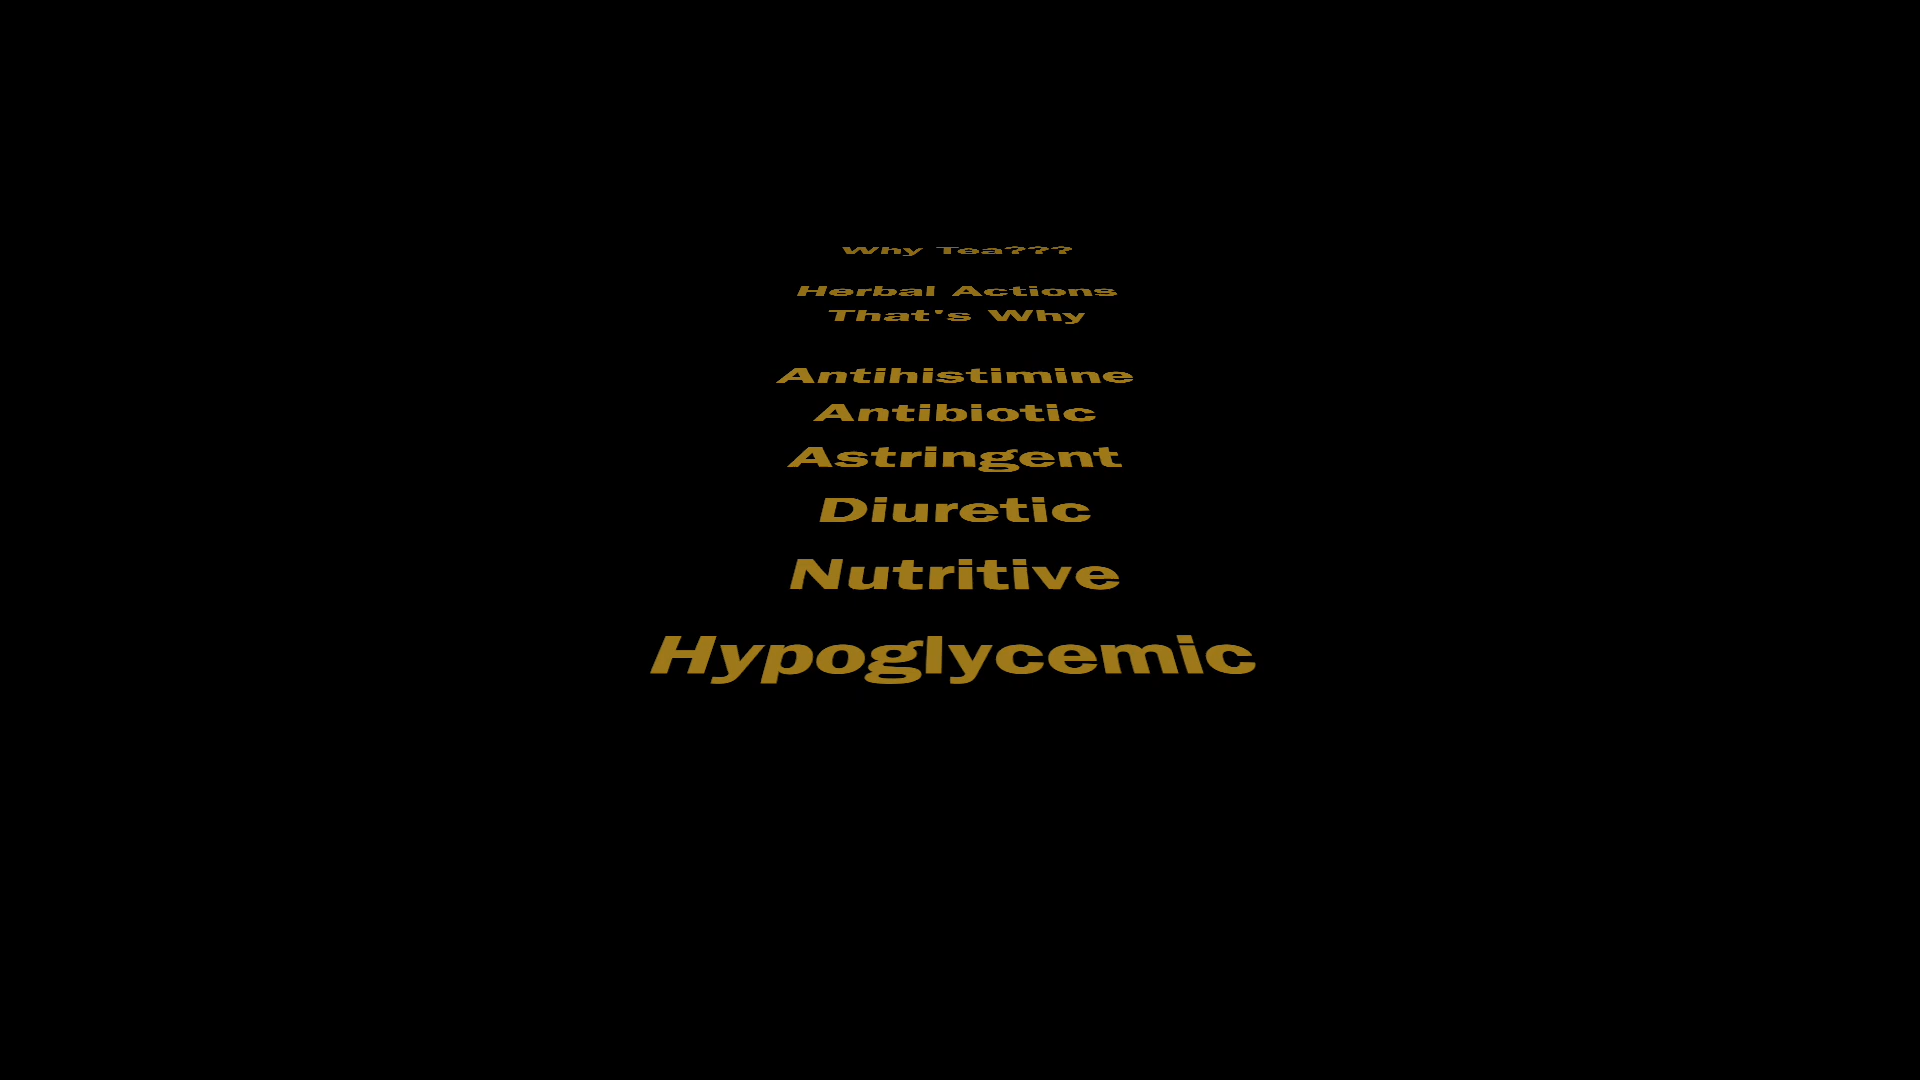 Why Tea???
Herbal Actions
That's Why
Antihistimine
Antibiotic
Astringent
Diuretic
Nutritive
Hypoglycemic